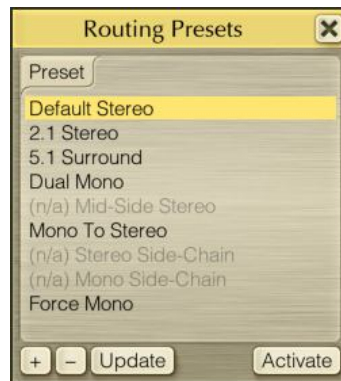 Routing Presets
Preset
Default Stereo
2.1 Stereo
5.1 Surround
Dual Mono
(n/a) Mid-Side Stereo
Mono To Stereo
(n/a) Stereo Side-Chain
(n/a) Mono Side-Chain
Force Mono
+ − Update Activate